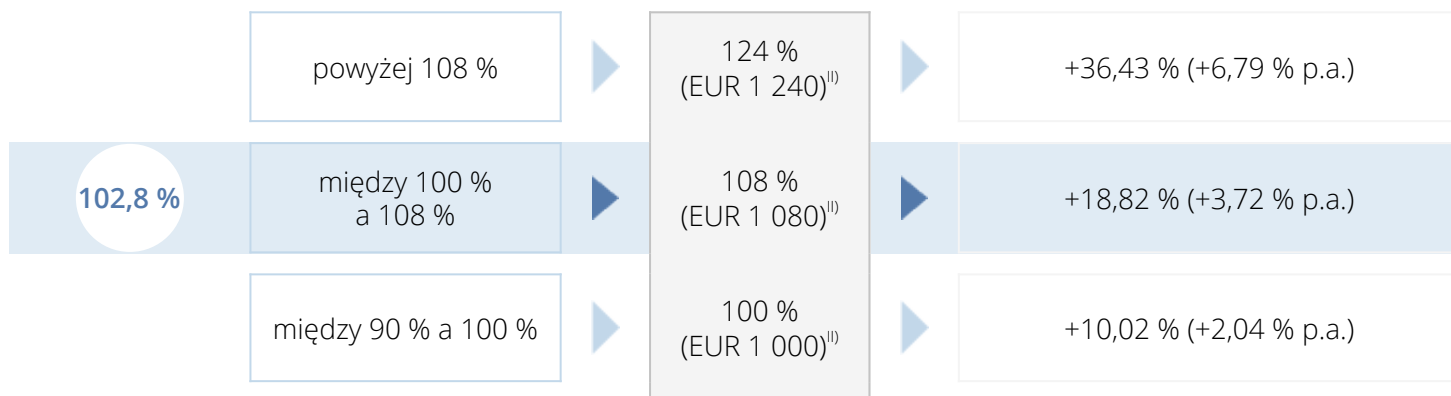 powyżej 108 %
124 %
(EUR 1 240)II)
+36,43 % (+6,79 % p.a.)
102,8 %
między 100 %
a 108 %
108 %
(EUR 1 080)II)
+18,82 % (+3,72 % p.a.)
między 90 % a 100 %
100 %
(EUR 1 000)II)
+10,02 % (+2,04 % p.a.)